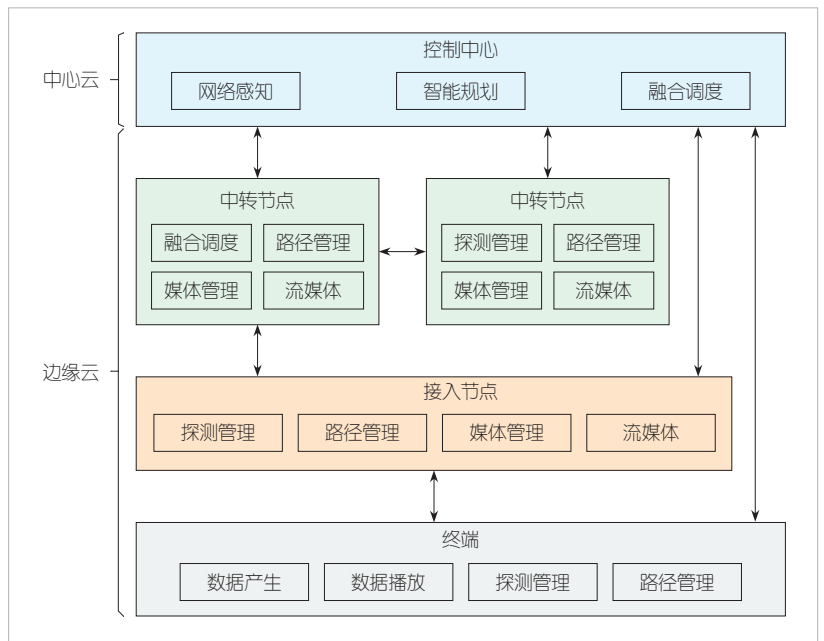 控制中心
中心云
网络感知 智能规划 融合调度
中转节点 中转节点
融合调度 路径管理 探测管理 路径管理
媒体管理 流媒体 媒体管理 流媒体
边缘云
接入节点
探测管理 路径管理 媒体管理 流媒体
终端
数据产生 数据播放 探测管理 路径管理